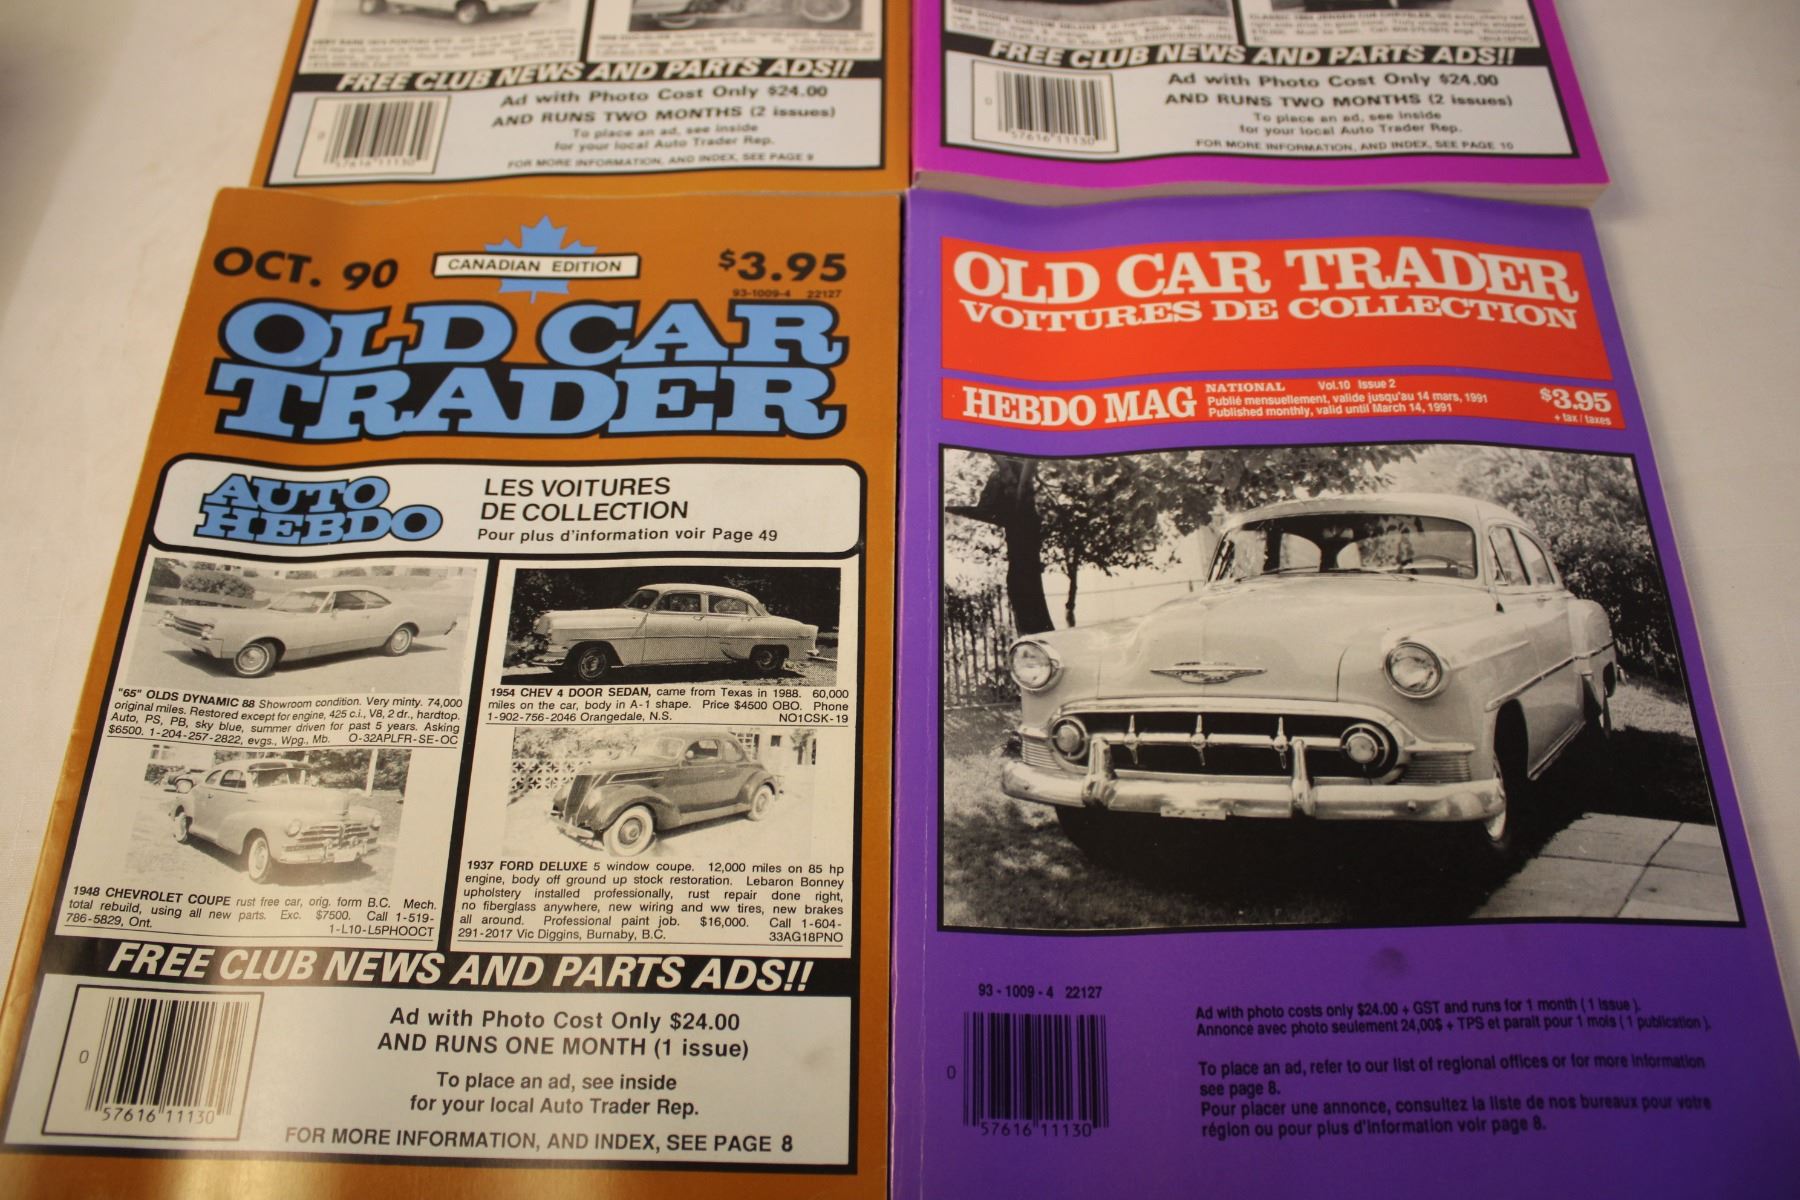 FREE CLUB NEWS AND PARTS ADS!!
Ad with Photo Cost Only $24.00
AND RUNS TWO MONTHS (2 issues)
To place an ad, see inside
for your local Auto Trader Rep.
FOR MORE INFORMATION, AND INDEX, SEE PAGE 9
0
57616 11130
FREE CLUB NEWS AND PARTS ADS!!
Ad with Photo Cost Only $24.00
AND RUNS TWO MONTHS (2 issues)
To place an ad, see inside
for your local Auto Trader Rep.
FOR MORE INFORMATION, AND INDEX, SEE PAGE 10
0
57616 11130
OCT. 90
CANADIAN EDITION
$3.95
93-1009-4 22127
OLD CAR
TRADER
AUTO
HEBDO
LES VOITURES
DE COLLECTION
Pour plus d'information voir Page 49
"65" OLDS DYNAMIC 88 Showroom condition. Very minty. 74,000
original miles. Restored except for engine, 425 c.i., V8, 2 dr., hardtop.
Auto, PS, PB, sky blue, summer driven for past 5 years. Asking
$6500. 1-204-257-2822, evgs., Wpg., Mb. O-32APLFR-SE-OC
1954 CHEV 4 DOOR SEDAN, came from Texas in 1988. 60,000
miles on the car, body in A-1 shape. Price $4500 OBO. Phone
1-902-756-2046 Orangedale, N.S. NO1CSK-19
1948 CHEVROLET COUPE rust free car, orig. form B.C. Mech.
total rebuild, using all new parts. Exc. $7500. Call 1-519-
786-5829, Ont. 1-L10-L5PHOOCT
1937 FORD DELUXE 5 window coupe. 12,000 miles on 85 hp
engine, body off ground up stock restoration. Lebaron Bonney
upholstery installed professionally, rust repair done right,
no fiberglass anywhere, new wiring and ww tires, new brakes
all around. Professional paint job. $16,000. Call 1-604-
291-2017 Vic Diggins, Burnaby, B.C. 33AG18PNO
FREE CLUB NEWS AND PARTS ADS!!
0
57616 11130
Ad with Photo Cost Only $24.00
AND RUNS ONE MONTH (1 issue)
To place an ad, see inside
for your local Auto Trader Rep.
FOR MORE INFORMATION, AND INDEX, SEE PAGE 8
OLD CAR TRADER
VOITURES DE COLLECTION
HEBDO MAG
NATIONAL Vol.10 Issue 2
Publié mensuellement, valide jusqu'au 14 mars, 1991
Published monthly, valid until March 14, 1991
$3.95
+ tax / taxes
93 - 1009 - 4 22127
0
57616 11130
Ad with photo costs only $24.00 + GST and runs for 1 month ( 1 issue ).
Annonce avec photo seulement 24,00$ + TPS et parait pour 1 mois ( 1 publication ).
To place an ad, refer to our list of regional offices or for more information
see page 8.
Pour placer une annonce, consultez la liste de nos bureaux pour votre
région ou pour plus d'information voir page 8.